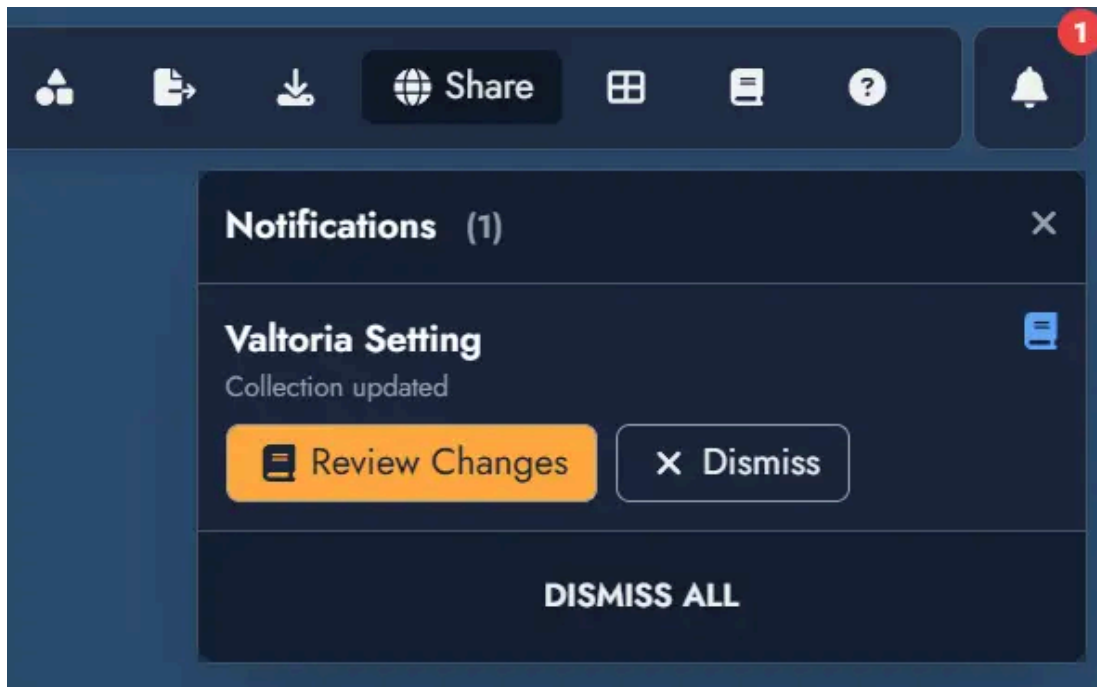 1
Share
?
Notifications (1)
Valtoria Setting
Collection updated
Review Changes
Dismiss
DISMISS ALL